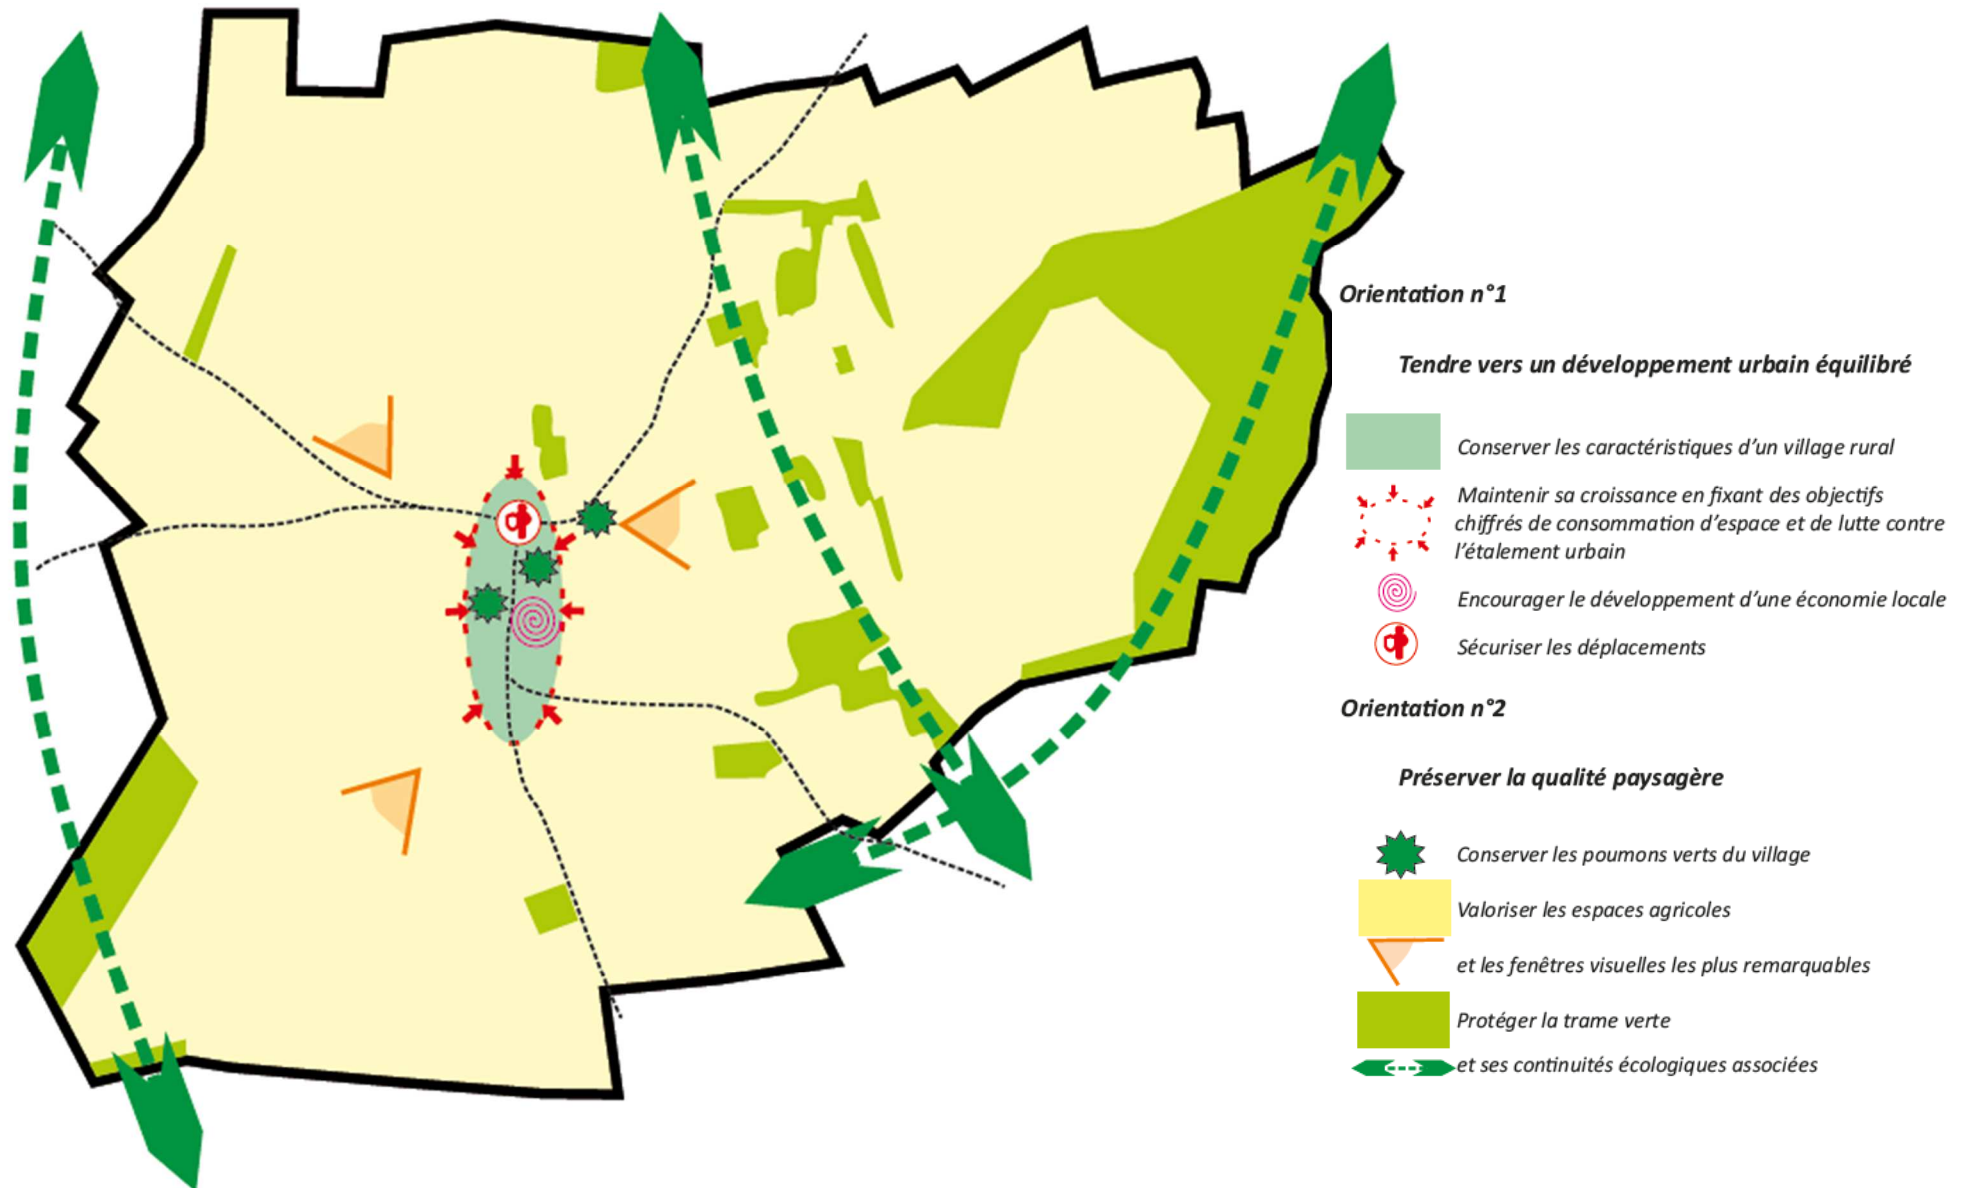 Orientation n°1
Tendre vers un développement urbain équilibré
Conserver les caractéristiques d’un village rural
Maintenir sa croissance en fixant des objectifs
chiffrés de consommation d’espace et de lutte contre
l’étalement urbain
Encourager le développement d’une économie locale
Sécuriser les déplacements
Orientation n°2
Préserver la qualité paysagère
Conserver les poumons verts du village
Valoriser les espaces agricoles
et les fenêtres visuelles les plus remarquables
Protéger la trame verte
et ses continuités écologiques associées